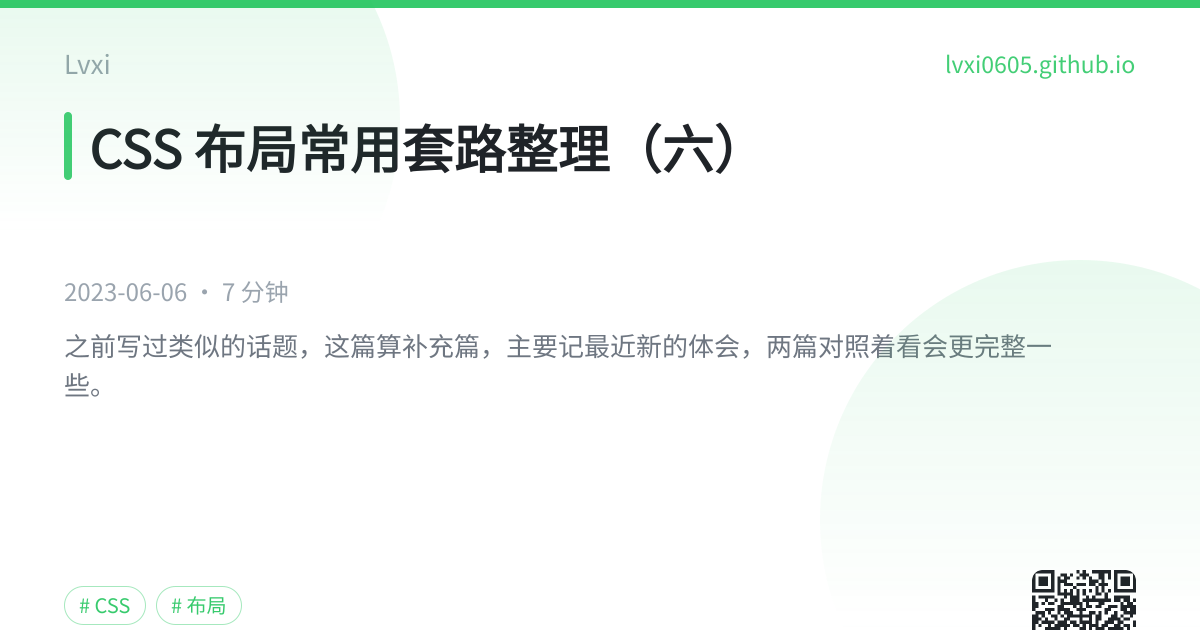 Lvxi
lvxi0605.github.io
CSS 布局常用套路整理（六）
2023-06-06 · 7 分钟
之前写过类似的话题，这篇算补充篇，主要记最近新的体会，两篇对照着看会更完整一
些。
# CSS
# 布局